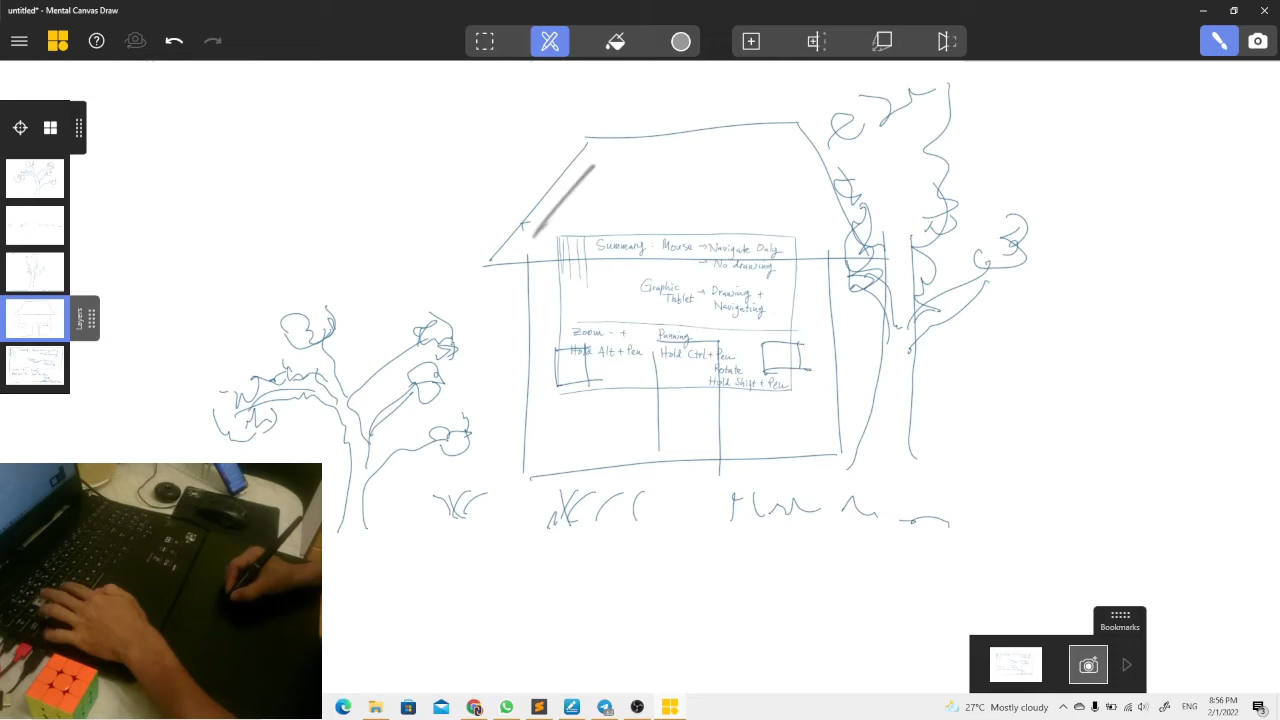 untitled* - Mental Canvas Draw
Summary: Mouse → Navigate Only
→ No drawing
Graphic Tablet → Drawing + Navigating
Zoom - +
Hold Alt + Pen
Panning
Hold Ctrl + Pen
Rotate
Hold Shift + Pen
Layers
Bookmarks
27°C Mostly cloudy
ENG
8:56 PM
2/1/2022